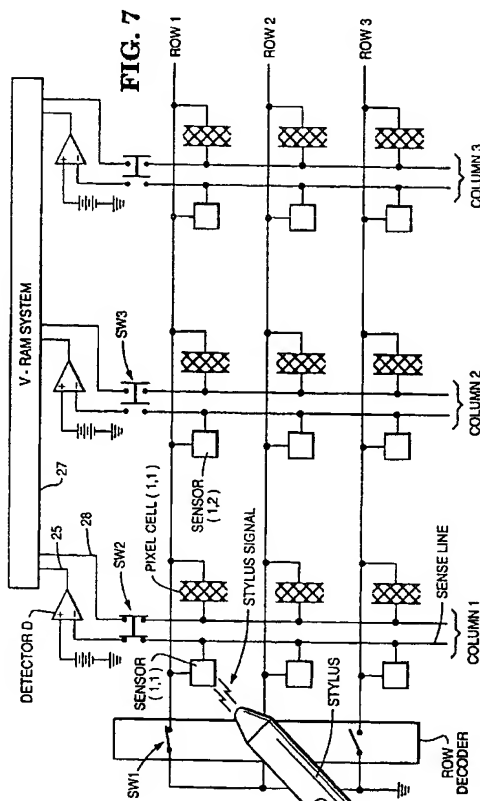 FIG. 7
V - RAM SYSTEM
27
25
28
DETECTOR D
SW2
SW3
+
-
+
-
+
-
ROW 1
ROW 2
ROW 3
PIXEL CELL (1,1)
SENSOR
(1,1)
SENSOR
(1,2)
STYLUS SIGNAL
STYLUS
SW1
SENSE LINE
COLUMN 1
COLUMN 2
COLUMN 3
ROW
DECODER